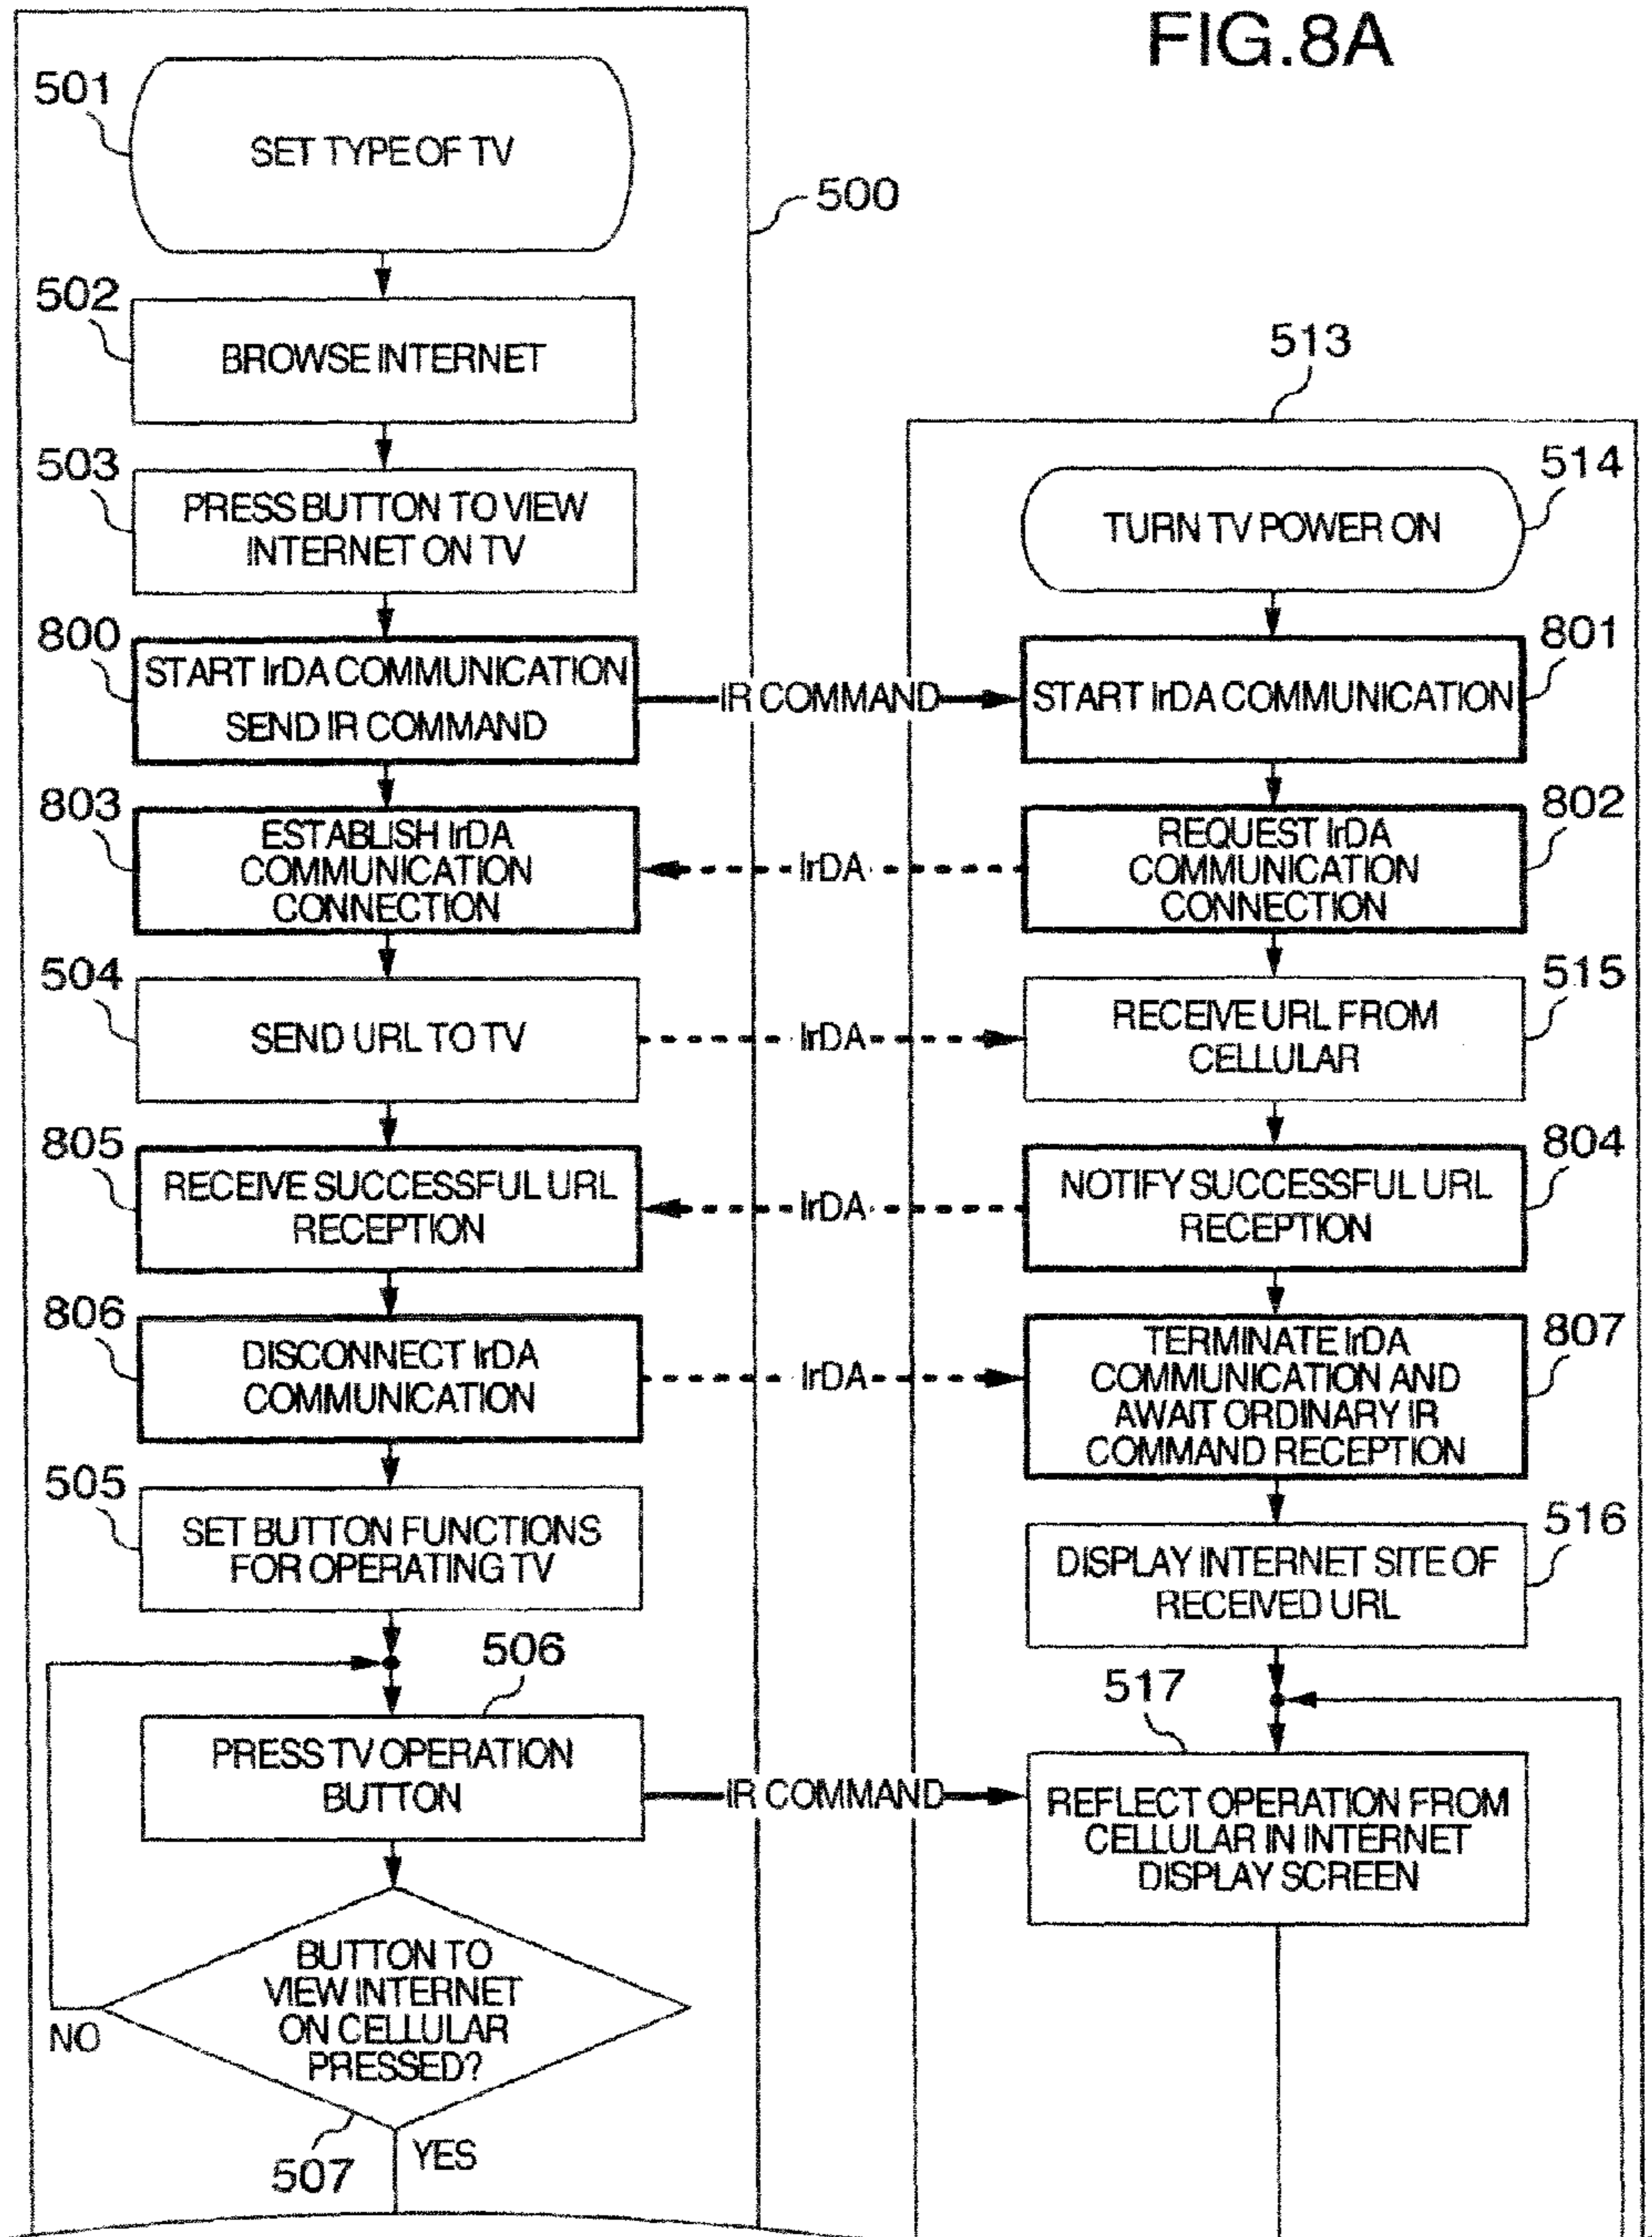 FIG.8A
501
SET TYPE OF TV
500
502
BROWSE INTERNET
503
PRESS BUTTON TO VIEW
INTERNET ON TV
800
START IrDA COMMUNICATION
SEND IR COMMAND
IR COMMAND
803
ESTABLISH IrDA
COMMUNICATION
CONNECTION
IrDA
504
SEND URL TO TV
IrDA
805
RECEIVE SUCCESSFUL URL
RECEPTION
IrDA
806
DISCONNECT IrDA
COMMUNICATION
IrDA
505
SET BUTTON FUNCTIONS
FOR OPERATING TV
506
PRESS TV OPERATION
BUTTON
IR COMMAND
BUTTON TO
VIEW INTERNET
ON CELLULAR
PRESSED?
NO
507
YES
513
514
TURN TV POWER ON
801
START IrDA COMMUNICATION
802
REQUEST IrDA
COMMUNICATION
CONNECTION
515
RECEIVE URL FROM
CELLULAR
804
NOTIFY SUCCESSFUL URL
RECEPTION
807
TERMINATE IrDA
COMMUNICATION AND
AWAIT ORDINARY IR
COMMAND RECEPTION
516
DISPLAY INTERNET SITE OF
RECEIVED URL
517
REFLECT OPERATION FROM
CELLULAR IN INTERNET
DISPLAY SCREEN